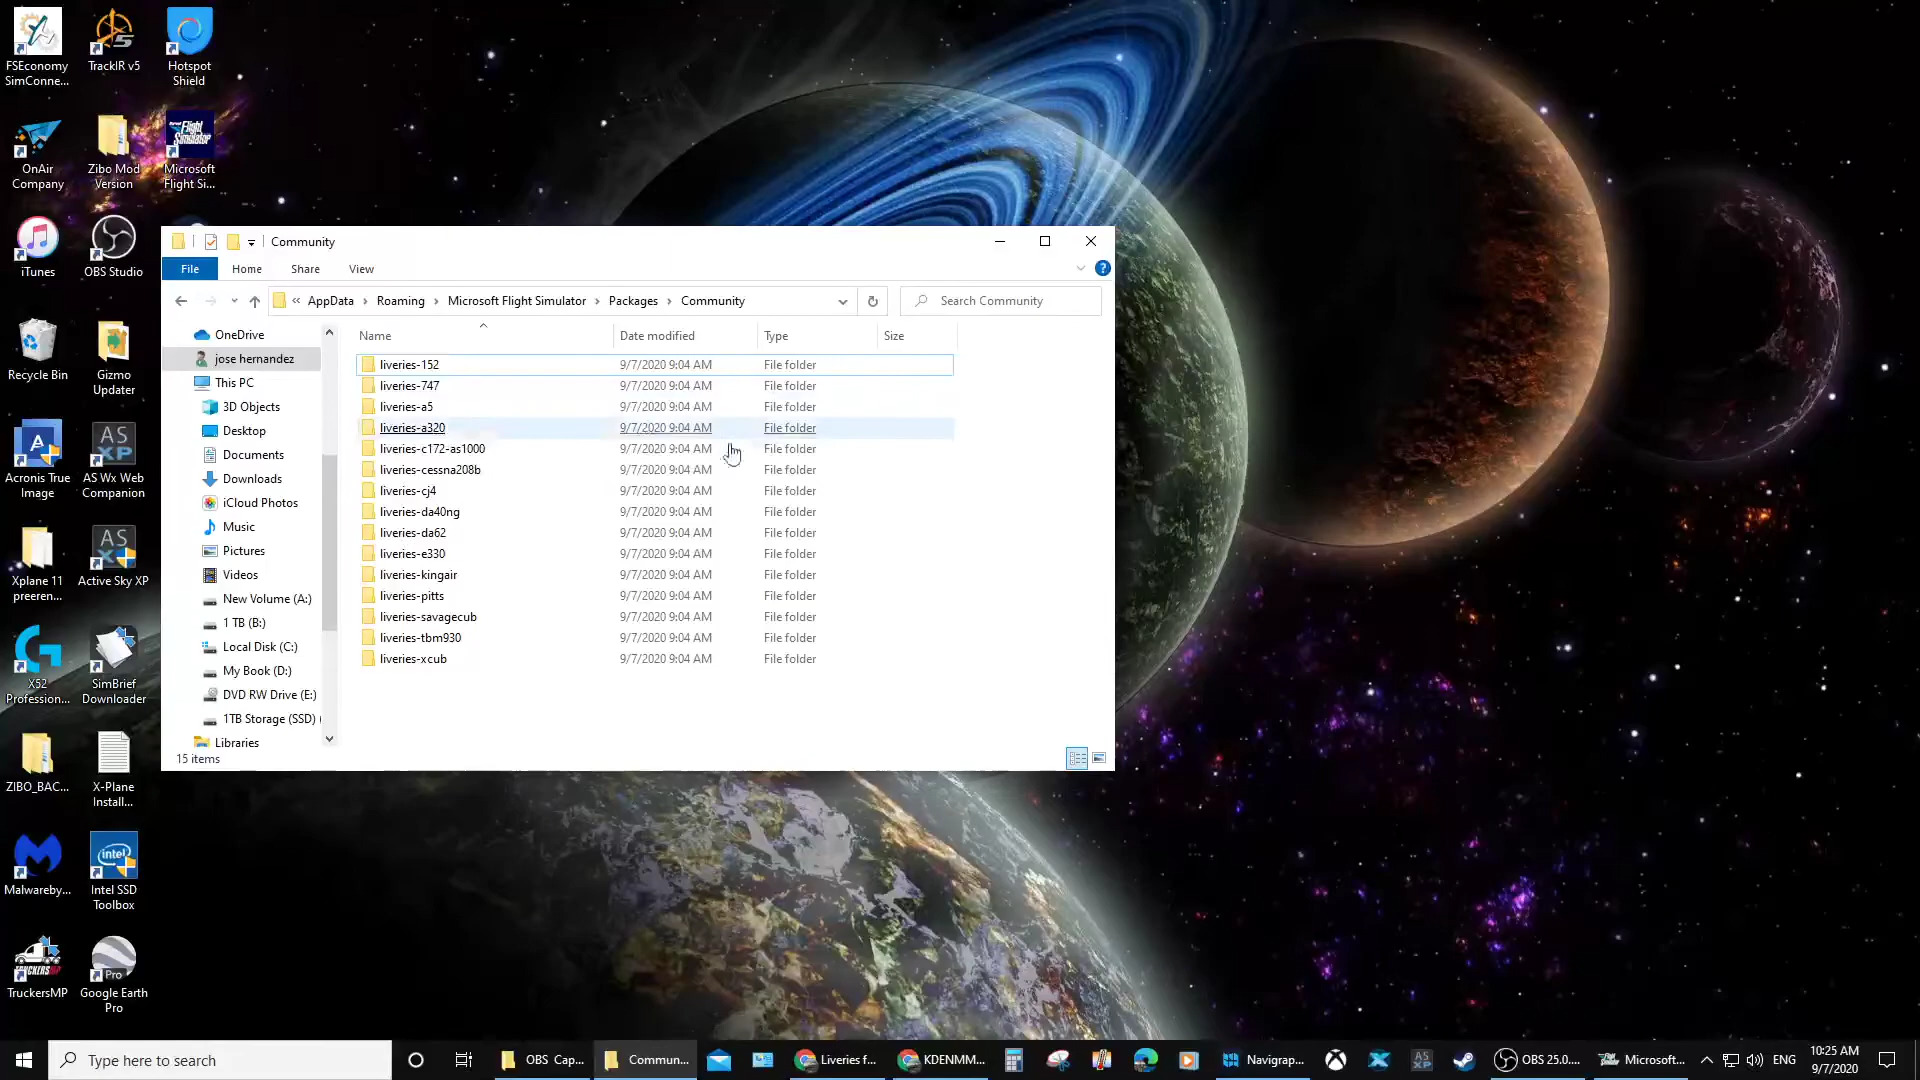 FSEconomy
SimConne...
TrackIR v5
Hotspot
Shield
OnAir
Company
Zibo Mod
Version
Microsoft
Flight Si...
iTunes
OBS Studio
Recycle Bin
Gizmo
Updater
Acronis True
Image
AS Wx Web
Companion
Xplane 11
preeren...
Active Sky XP
X52
Profession...
SimBrief
Downloader
ZIBO_BAC...
X-Plane
Install...
Malwareby...
Intel SSD
Toolbox
TruckersMP
Google Earth
Pro
Community
File Home Share View
« AppData › Roaming › Microsoft Flight Simulator › Packages › Community
Search Community
OneDrive
jose hernandez
This PC
3D Objects
Desktop
Documents
Downloads
iCloud Photos
Music
Pictures
Videos
New Volume (A:)
1 TB (B:)
Local Disk (C:)
My Book (D:)
DVD RW Drive (E:)
1TB Storage (SSD) (
Libraries
Name Date modified Type Size
liveries-152 9/7/2020 9:04 AM File folder
liveries-747 9/7/2020 9:04 AM File folder
liveries-a5 9/7/2020 9:04 AM File folder
liveries-a320 9/7/2020 9:04 AM File folder
liveries-c172-as1000 9/7/2020 9:04 AM File folder
liveries-cessna208b 9/7/2020 9:04 AM File folder
liveries-cj4 9/7/2020 9:04 AM File folder
liveries-da40ng 9/7/2020 9:04 AM File folder
liveries-da62 9/7/2020 9:04 AM File folder
liveries-e330 9/7/2020 9:04 AM File folder
liveries-kingair 9/7/2020 9:04 AM File folder
liveries-pitts 9/7/2020 9:04 AM File folder
liveries-savagecub 9/7/2020 9:04 AM File folder
liveries-tbm930 9/7/2020 9:04 AM File folder
liveries-xcub 9/7/2020 9:04 AM File folder
15 items
Type here to search
OBS Cap...
Commun...
Liveries f...
KDENMM...
Navigrap...
OBS 25.0....
Microsoft...
ENG
10:25 AM
9/7/2020